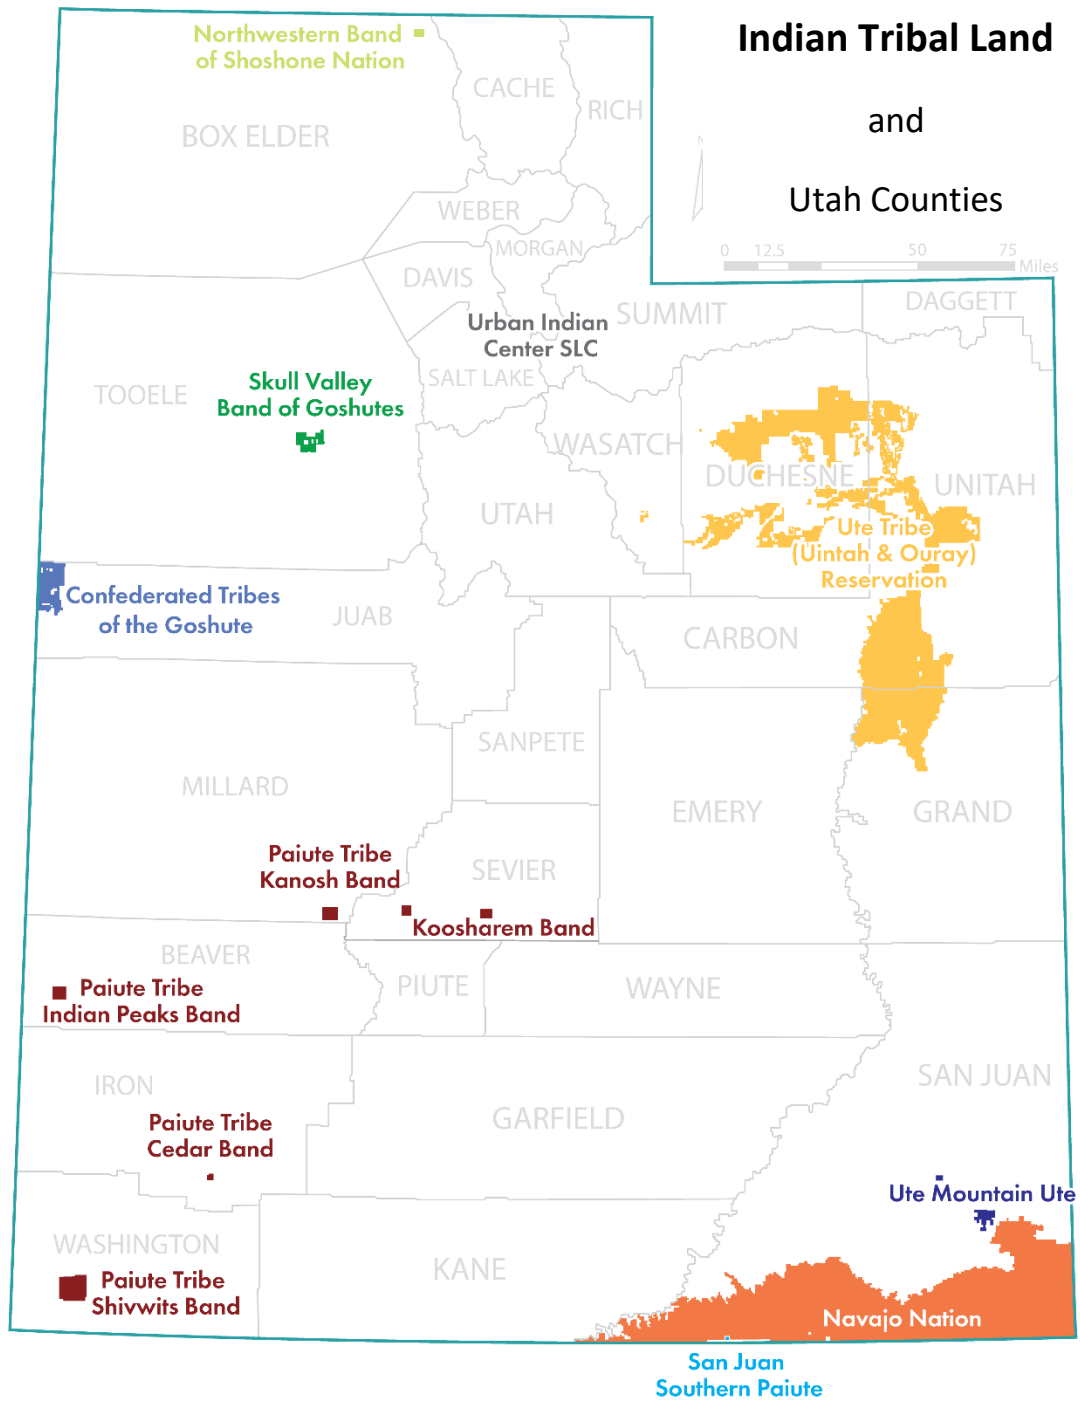 Indian Tribal Land
and
Utah Counties
N
0 12.5 50 75
Miles
Northwestern Band
of Shoshone Nation
CACHE
RICH
BOX ELDER
WEBER
MORGAN
DAVIS
SUMMIT
DAGGETT
Urban Indian
Center SLC
SALT LAKE
TOOELE
Skull Valley
Band of Goshutes
WASATCH
DUCHESNE
UNITAH
UTAH
Ute Tribe
(Uintah & Ouray)
Reservation
Confederated Tribes
of the Goshute
JUAB
CARBON
SANPETE
MILLARD
EMERY
GRAND
Paiute Tribe
Kanosh Band
SEVIER
Koosharem Band
BEAVER
Paiute Tribe
Indian Peaks Band
PIUTE
WAYNE
IRON
SAN JUAN
GARFIELD
Paiute Tribe
Cedar Band
Ute Mountain Ute
WASHINGTON
KANE
Paiute Tribe
Shivwits Band
Navajo Nation
San Juan
Southern Paiute